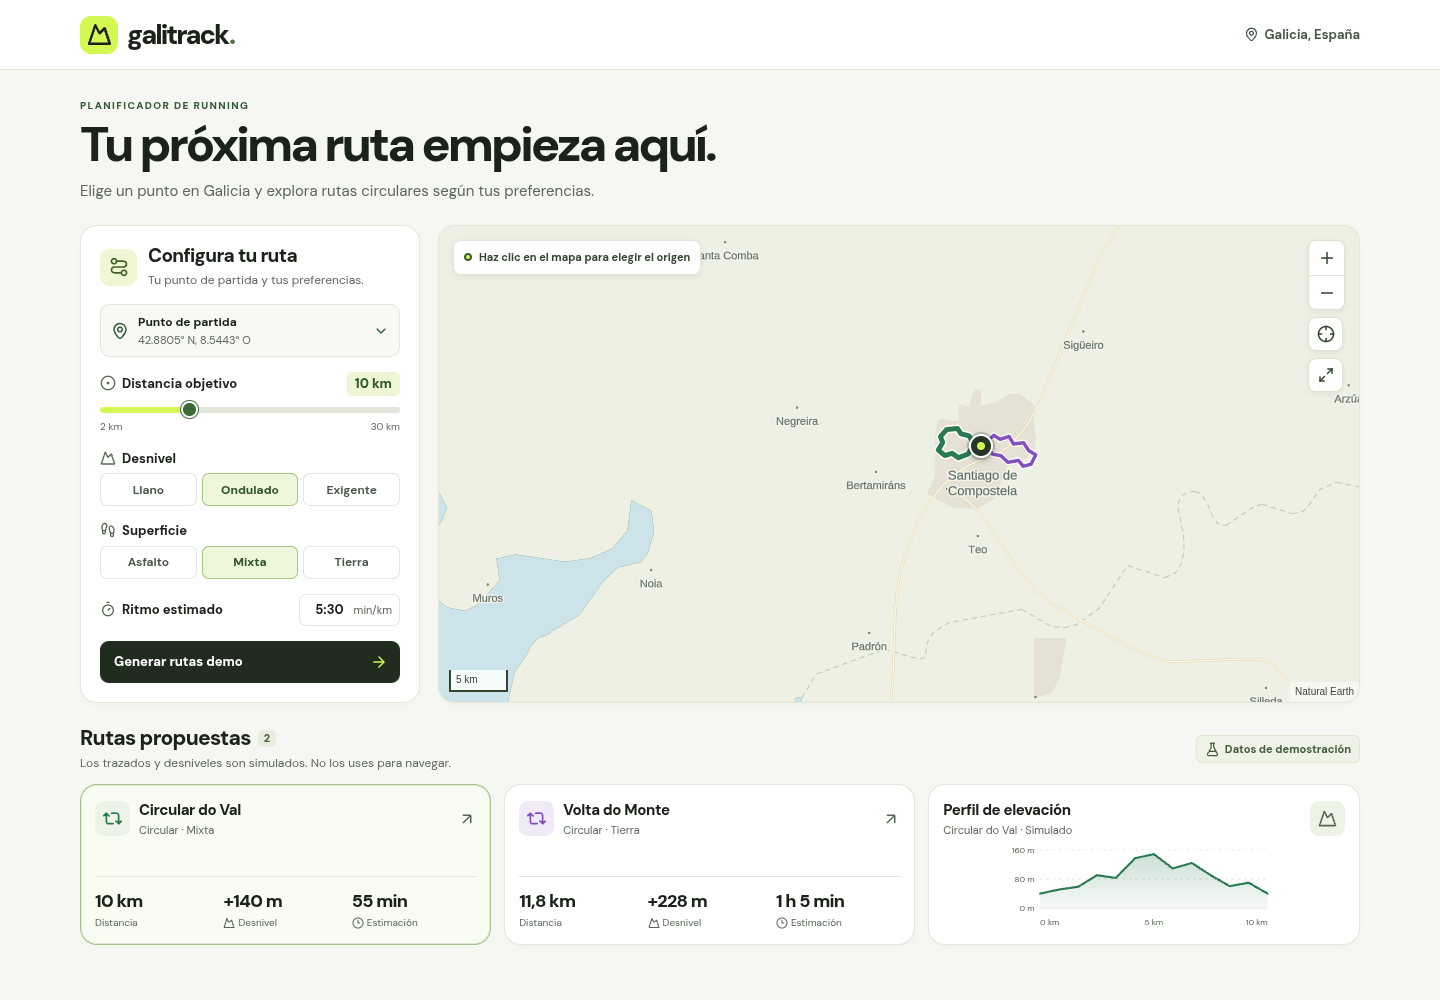 galitrack.
Galicia, España
PLANIFICADOR DE RUNNING
Tu próxima ruta empieza aquí.
Elige un punto en Galicia y explora rutas circulares según tus preferencias.
Configura tu ruta
Tu punto de partida y tus preferencias.
Punto de partida
42.8805° N, 8.5443° O
Distancia objetivo
10 km
2 km
30 km
Desnivel
Llano
Ondulado
Exigente
Superficie
Asfalto
Mixta
Tierra
Ritmo estimado
5:30 min/km
Generar rutas demo
Haz clic en el mapa para elegir el origen
anta Comba
Sigüeiro
Arzúa
Negreira
Bertamiráns
Santiago de
Compostela
Teo
Noia
Muros
Padrón
Silleda
5 km
Natural Earth
Rutas propuestas 2
Los trazados y desniveles son simulados. No los uses para navegar.
Datos de demostración
Circular do Val
Circular · Mixta
10 km
Distancia
+140 m
Desnivel
55 min
Estimación
Volta do Monte
Circular · Tierra
11,8 km
Distancia
+228 m
Desnivel
1 h 5 min
Estimación
Perfil de elevación
Circular do Val · Simulado
160 m
80 m
0 m
0 km
5 km
10 km